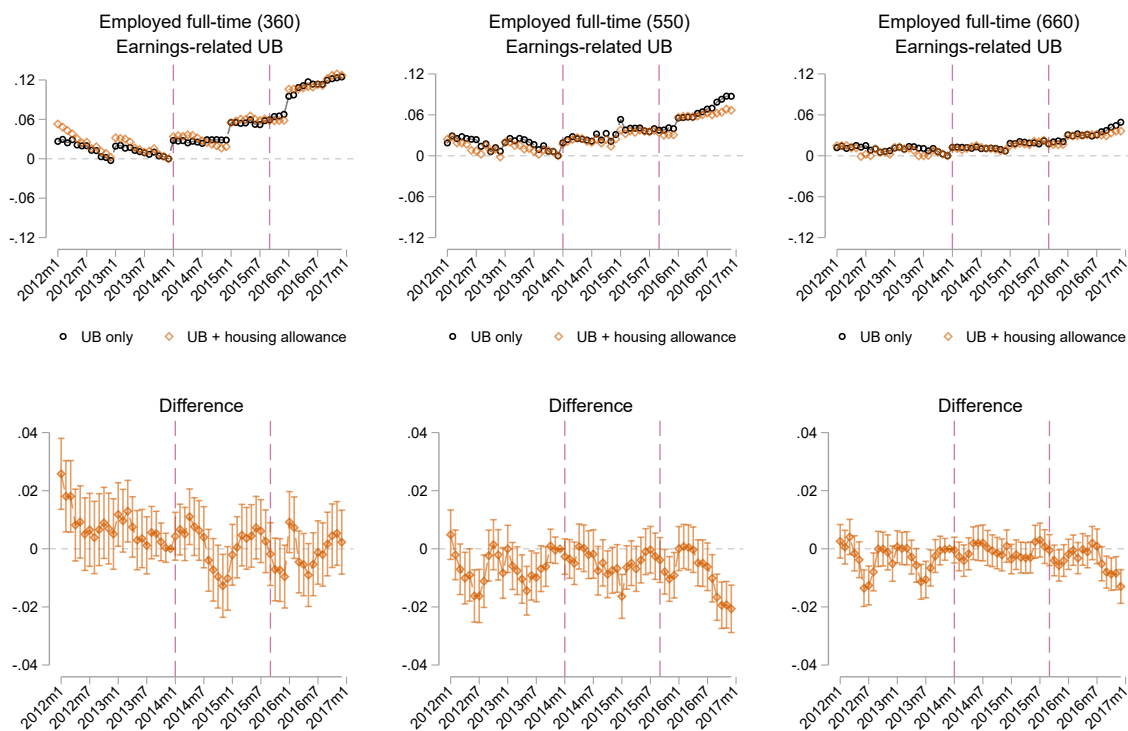 Employed full-time (360)
Earnings-related UB
.12
.06
0
-.06
-.12
2012m1
2012m7
2013m1
2013m7
2014m1
2014m7
2015m1
2015m7
2016m1
2016m7
2017m1
UB only
UB + housing allowance
Employed full-time (550)
Earnings-related UB
.12
.06
0
-.06
-.12
2012m1
2012m7
2013m1
2013m7
2014m1
2014m7
2015m1
2015m7
2016m1
2016m7
2017m1
UB only
UB + housing allowance
Employed full-time (660)
Earnings-related UB
.12
.06
0
-.06
-.12
2012m1
2012m7
2013m1
2013m7
2014m1
2014m7
2015m1
2015m7
2016m1
2016m7
2017m1
UB only
UB + housing allowance
Difference
.04
.02
0
-.02
-.04
2012m1
2012m7
2013m1
2013m7
2014m1
2014m7
2015m1
2015m7
2016m1
2016m7
2017m1
Difference
.04
.02
0
-.02
-.04
2012m1
2012m7
2013m1
2013m7
2014m1
2014m7
2015m1
2015m7
2016m1
2016m7
2017m1
Difference
.04
.02
0
-.02
-.04
2012m1
2012m7
2013m1
2013m7
2014m1
2014m7
2015m1
2015m7
2016m1
2016m7
2017m1